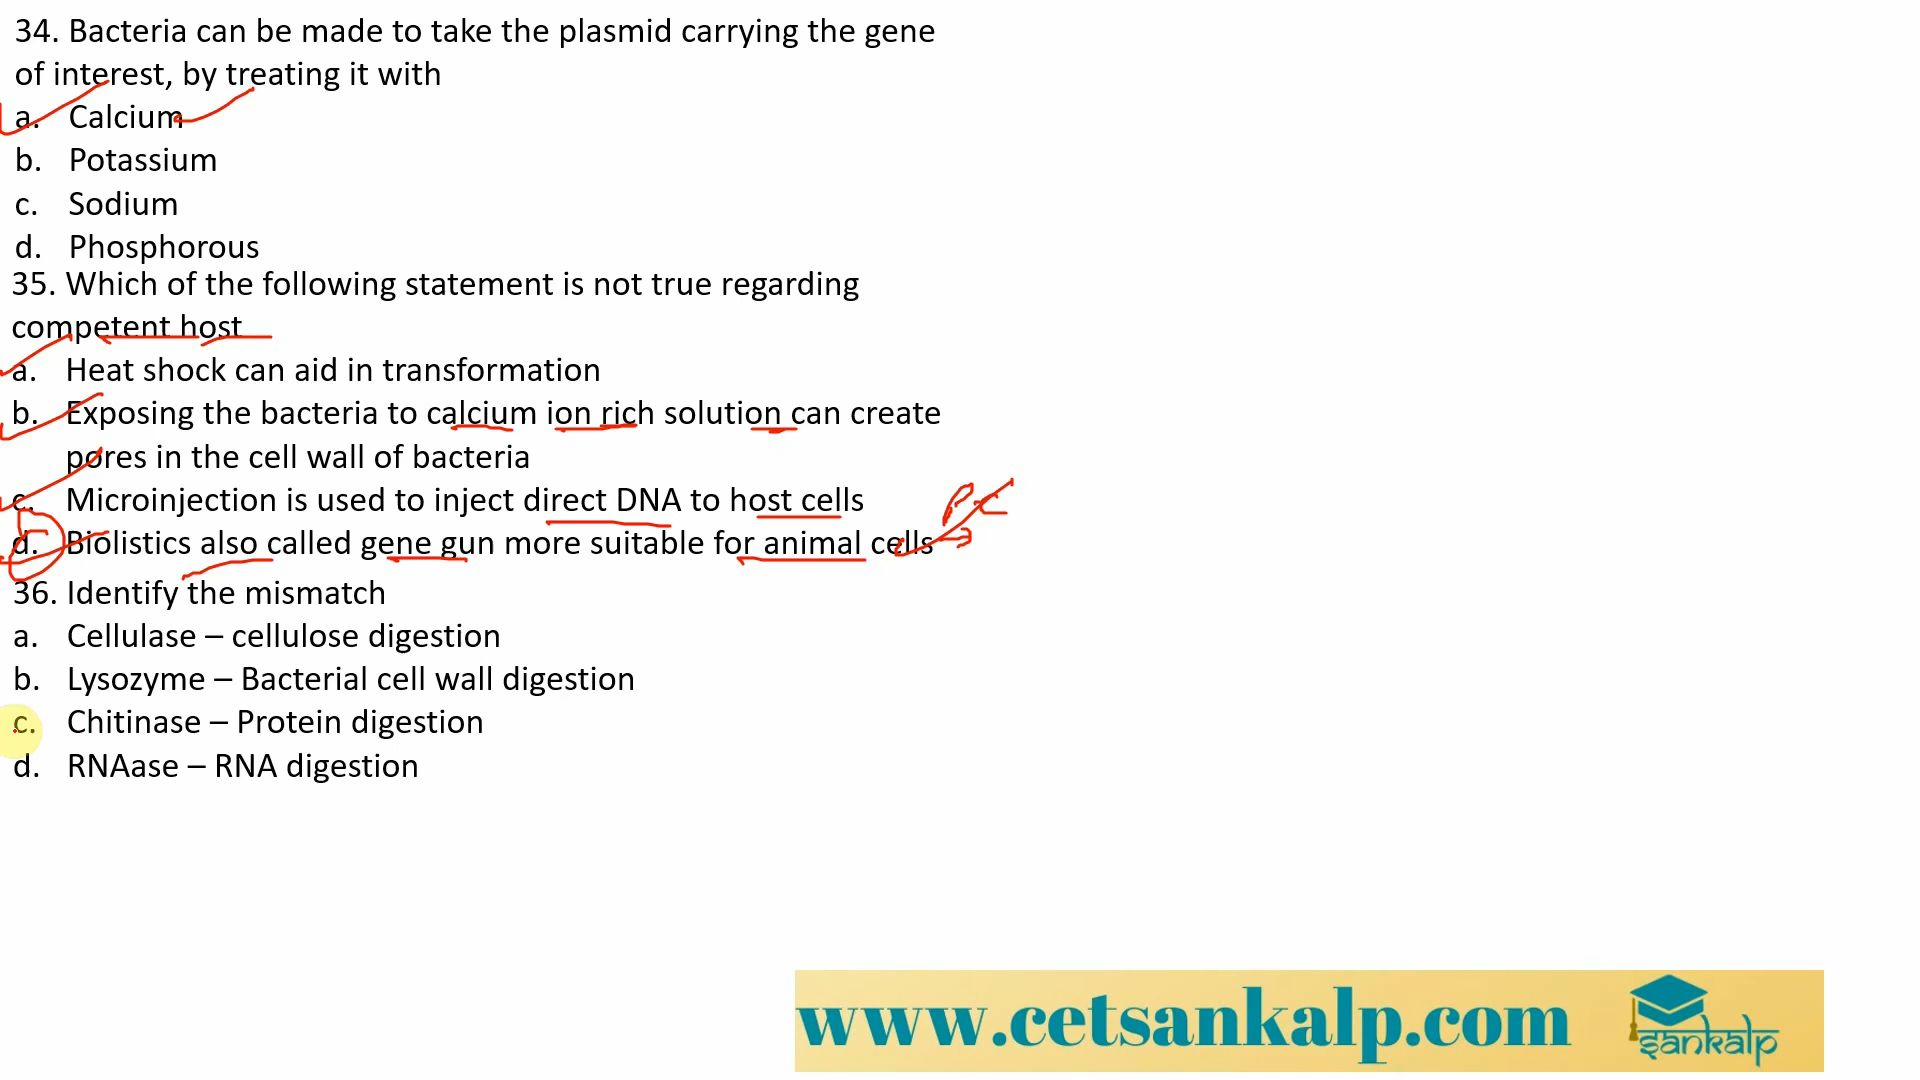 34. Bacteria can be made to take the plasmid carrying the gene
of interest, by treating it with
a. Calcium
b. Potassium
c. Sodium
d. Phosphorous
35. Which of the following statement is not true regarding
competent host
a. Heat shock can aid in transformation
b. Exposing the bacteria to calcium ion rich solution can create
pores in the cell wall of bacteria
c. Microinjection is used to inject direct DNA to host cells
d. Biolistics also called gene gun more suitable for animal cells
36. Identify the mismatch
a. Cellulase – cellulose digestion
b. Lysozyme – Bacterial cell wall digestion
c. Chitinase – Protein digestion
d. RNAase – RNA digestion
www.cetsankalp.com
sankalp